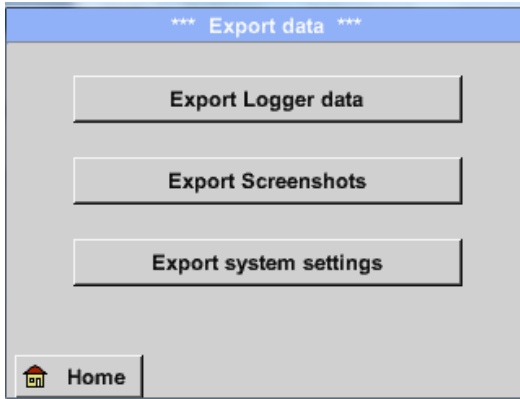 *** Export data ***
Export Logger data
Export Screenshots
Export system settings
Home